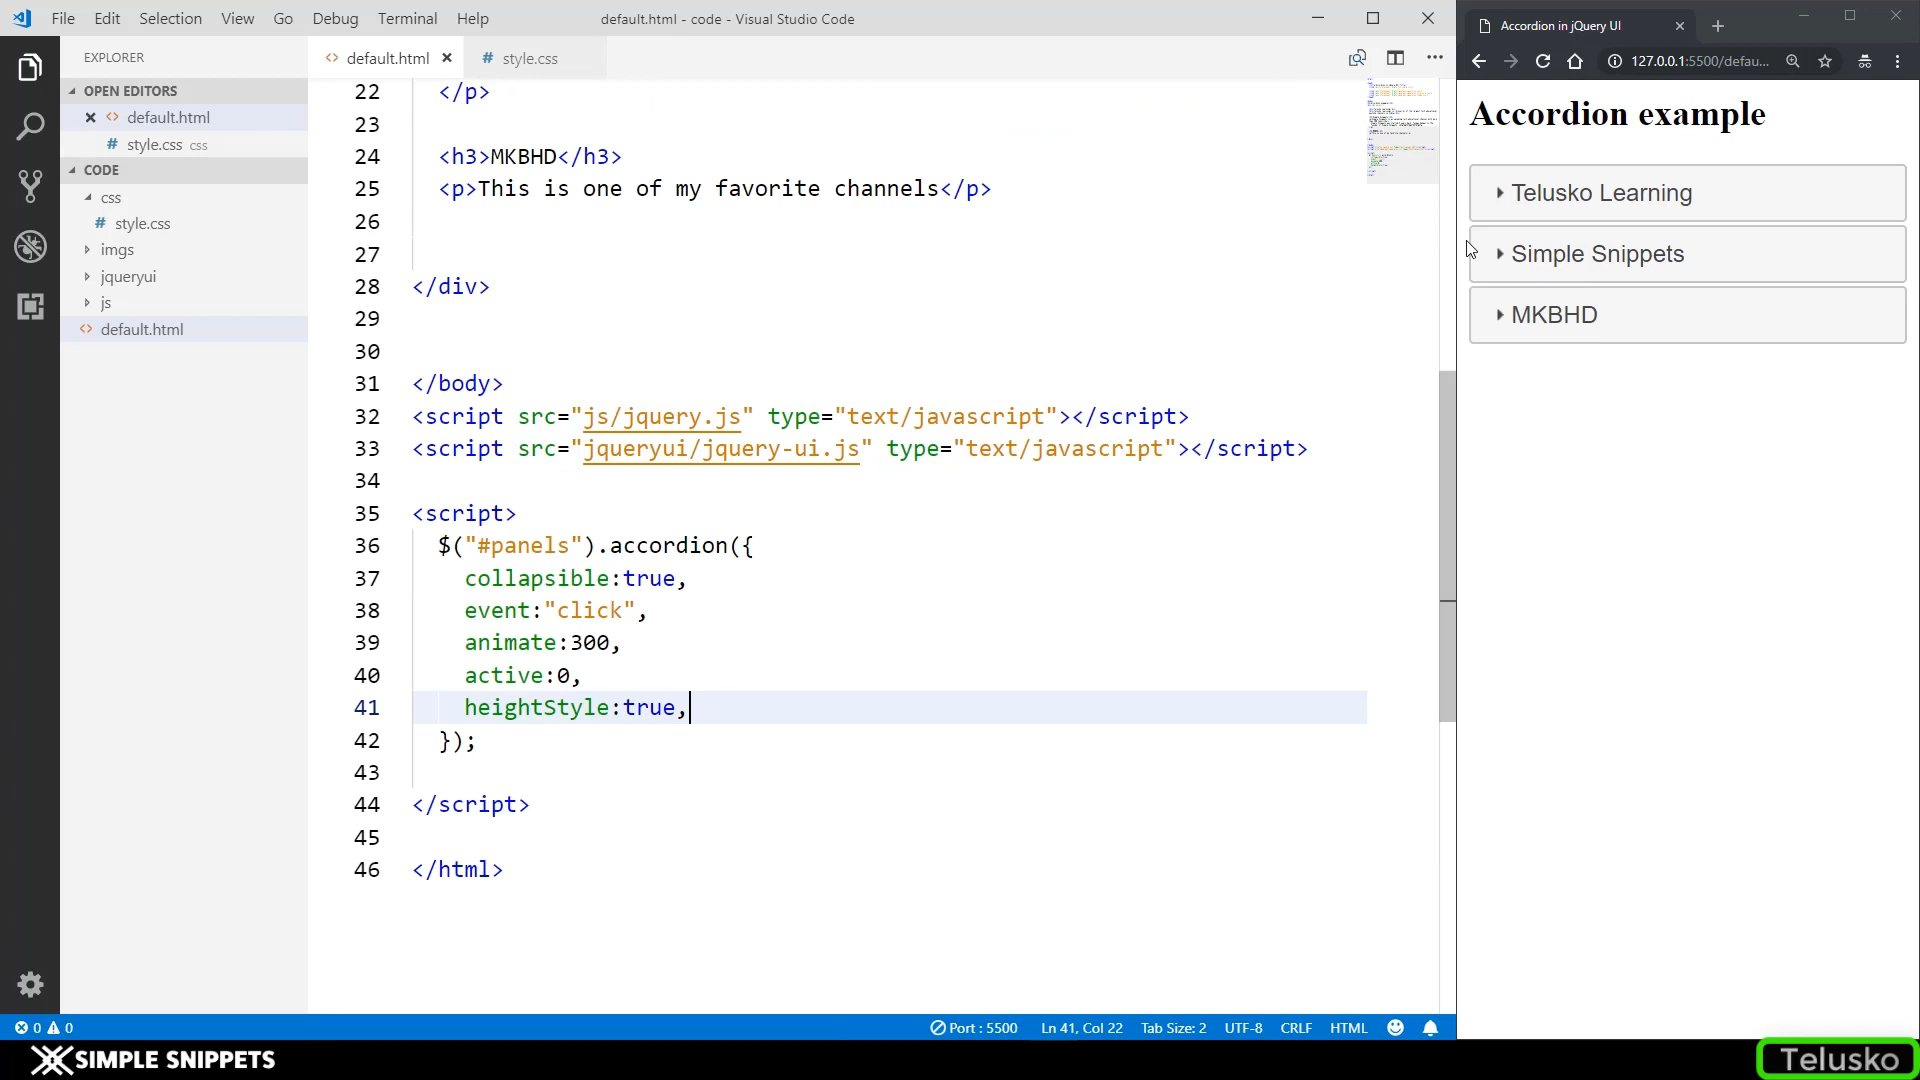 File Edit Selection View Go Debug Terminal Help
default.html - code - Visual Studio Code
EXPLORER
OPEN EDITORS
default.html
style.css css
CODE
css
style.css
imgs
jqueryui
js
default.html
default.html
style.css
22 </p>
23
24 <h3>MKBHD</h3>
25 <p>This is one of my favorite channels</p>
26
27
28 </div>
29
30
31 </body>
32 <script src="js/jquery.js" type="text/javascript"></script>
33 <script src="jqueryui/jquery-ui.js" type="text/javascript"></script>
34
35 <script>
36 $("#panels").accordion({
37 collapsible:true,
38 event:"click",
39 animate:300,
40 active:0,
41 heightStyle:true,
42 });
43
44 </script>
45
46 </html>
0 0
Port : 5500 Ln 41, Col 22 Tab Size: 2 UTF-8 CRLF HTML
Accordion in jQuery UI
127.0.0.1:5500/defau...
Accordion example
Telusko Learning
Simple Snippets
MKBHD
SIMPLE SNIPPETS
Telusko